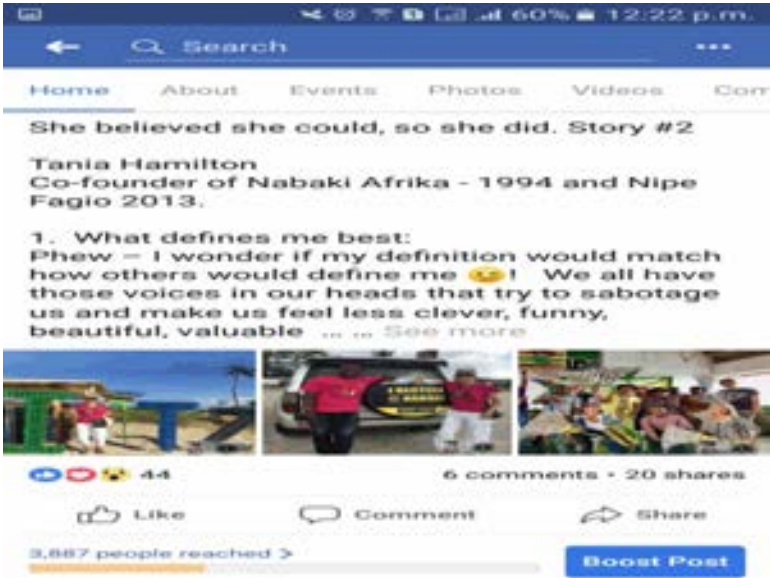 60% 12:22 p.m.
Search
Home About Events Photos Videos Com
She believed she could, so she did. Story #2
Tania Hamilton
Co-founder of Nabaki Afrika - 1994 and Nipe
Fagio 2013.
1. What defines me best:
Phew – I wonder if my definition would match
how others would define me 😉! We all have
those voices in our heads that try to sabotage
us and make us feel less clever, funny,
beautiful, valuable ... ... See more
44 6 comments • 20 shares
Like Comment Share
3,887 people reached >
Boost Post